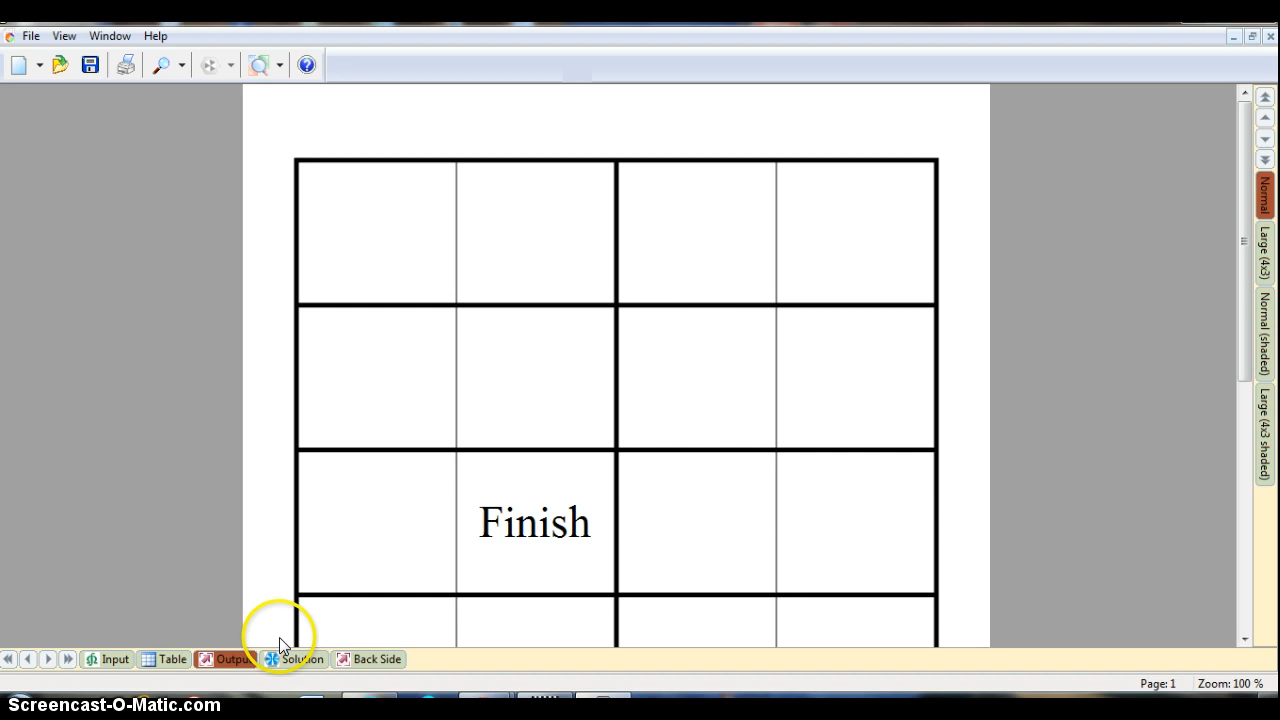 File View Window Help
Normal
Large (4x3)
Normal (shaded)
Large (4x3 shaded)
Finish
Input Table Output Solution Back Side
Page: 1 Zoom: 100 %
Screencast-O-Matic.com